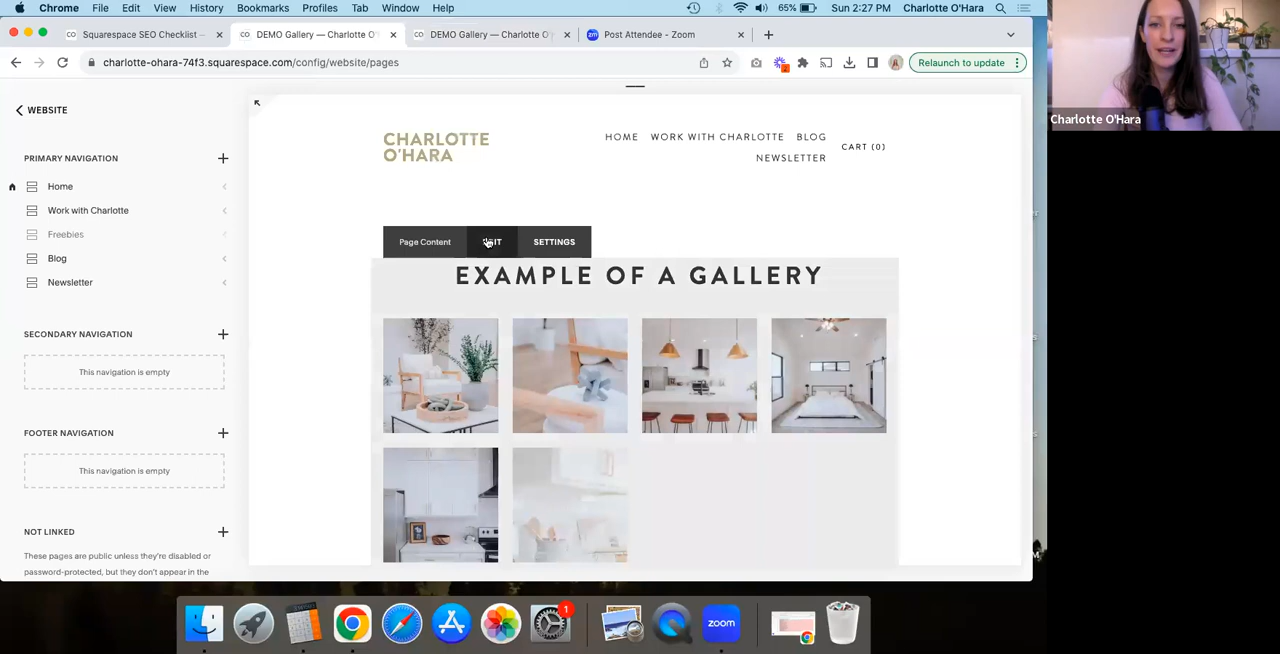 Chrome File Edit View History Bookmarks Profiles Tab Window Help 65% Sun 2:27 PM Charlotte O'Hara
Squarespace SEO Checklist — DEMO Gallery — Charlotte O' DEMO Gallery — Charlotte O' Post Attendee - Zoom
charlotte-ohara-74f3.squarespace.com/config/website/pages
2
Relaunch to update
Charlotte O'Hara
WEBSITE
PRIMARY NAVIGATION
Home
Work with Charlotte
Freebies
Blog
Newsletter
SECONDARY NAVIGATION
This navigation is empty
FOOTER NAVIGATION
This navigation is empty
NOT LINKED
These pages are public unless they're disabled or
password-protected, but they don't appear in the
CHARLOTTE
O'HARA
HOME WORK WITH CHARLOTTE BLOG
NEWSLETTER
CART (0)
Page Content SETTINGS
EXAMPLE OF A GALLERY
1
zoom